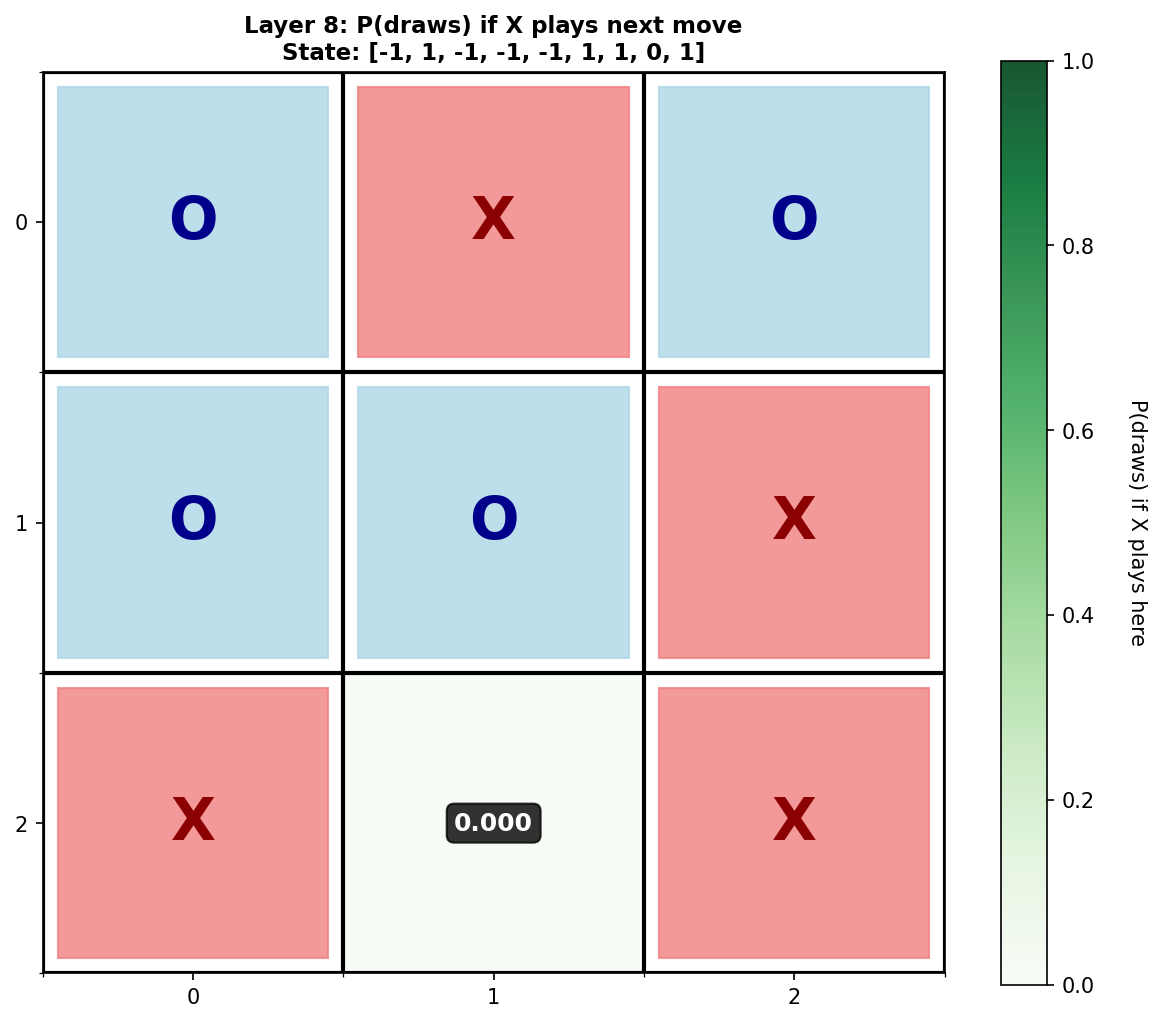 Layer 8: P(draws) if X plays next move
State: [-1, 1, -1, -1, -1, 1, 1, 0, 1]
0
O
X
O
1
O
O
X
2
X
0.000
X
0
1
2
1.0
0.8
0.6
0.4
0.2
0.0
P(draws) if X plays here